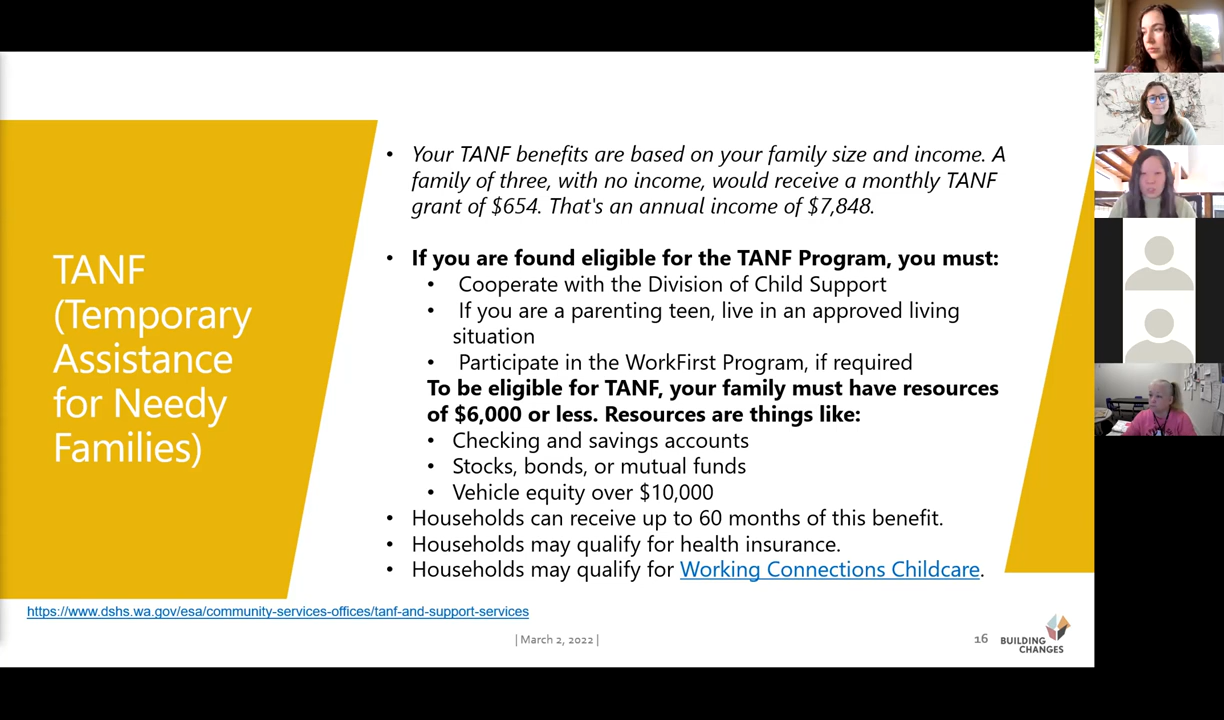 TANF
(Temporary
Assistance
for Needy
Families)
• Your TANF benefits are based on your family size and income. A
family of three, with no income, would receive a monthly TANF
grant of $654. That's an annual income of $7,848.
• If you are found eligible for the TANF Program, you must:
• Cooperate with the Division of Child Support
• If you are a parenting teen, live in an approved living
situation
• Participate in the WorkFirst Program, if required
To be eligible for TANF, your family must have resources
of $6,000 or less. Resources are things like:
• Checking and savings accounts
• Stocks, bonds, or mutual funds
• Vehicle equity over $10,000
• Households can receive up to 60 months of this benefit.
• Households may qualify for health insurance.
• Households may qualify for Working Connections Childcare.
https://www.dshs.wa.gov/esa/community-services-offices/tanf-and-support-services
| March 2, 2022 |
16
BUILDING
CHANGES